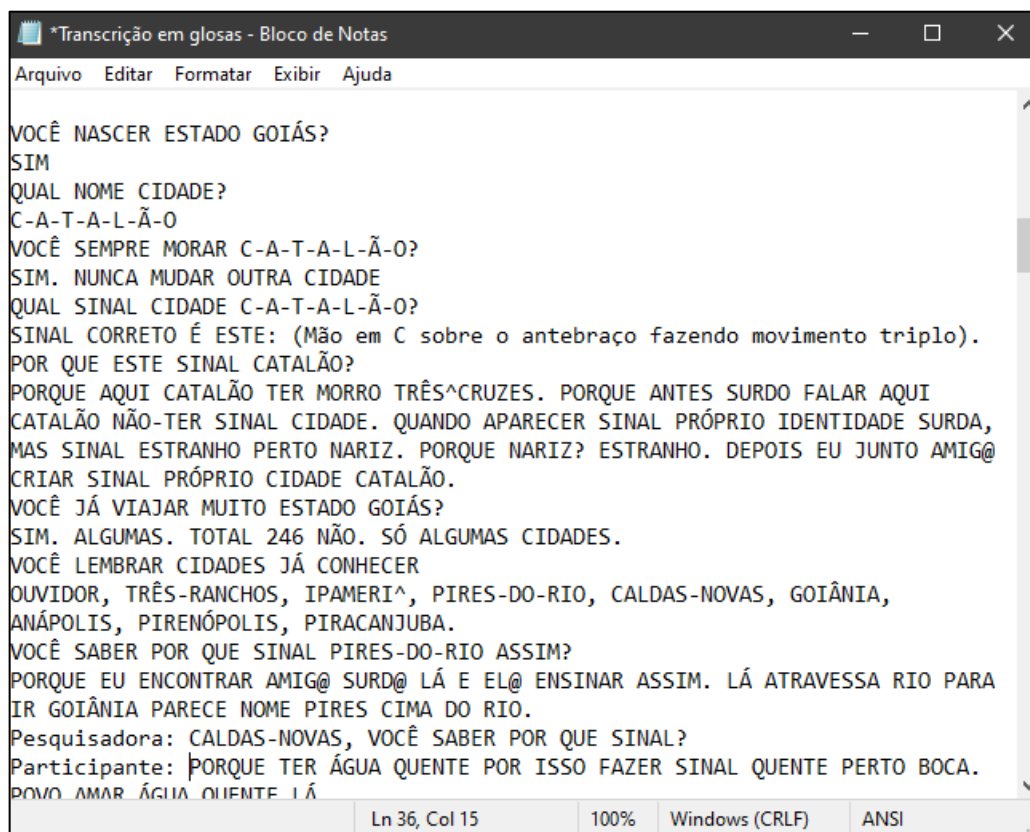 *Transcrição em glosas - Bloco de Notas
Arquivo Editar Formatar Exibir Ajuda
VOCÊ NASCER ESTADO GOIÁS?
SIM
QUAL NOME CIDADE?
C-A-T-A-L-Ã-O
VOCÊ SEMPRE MORAR C-A-T-A-L-Ã-O?
SIM. NUNCA MUDAR OUTRA CIDADE
QUAL SINAL CIDADE C-A-T-A-L-Ã-O?
SINAL CORRETO É ESTE: (Mão em C sobre o antebraço fazendo movimento triplo).
POR QUE ESTE SINAL CATALÃO?
PORQUE AQUI CATALÃO TER MORRO TRÊS^CRUZES. PORQUE ANTES SURDO FALAR AQUI
CATALÃO NÃO-TER SINAL CIDADE. QUANDO APARECER SINAL PRÓPRIO IDENTIDADE SURDA,
MAS SINAL ESTRANHO PERTO NARIZ. PORQUE NARIZ? ESTRANHO. DEPOIS EU JUNTO AMIG@
CRIAR SINAL PRÓPRIO CIDADE CATALÃO.
VOCÊ JÁ VIAJAR MUITO ESTADO GOIÁS?
SIM. ALGUMAS. TOTAL 246 NÃO. SÓ ALGUMAS CIDADES.
VOCÊ LEMBRAR CIDADES JÁ CONHECER
OUVIDOR, TRÊS-RANCHOS, IPAMERI^, PIRES-DO-RIO, CALDAS-NOVAS, GOIÂNIA,
ANÁPOLIS, PIRENÓPOLIS, PIRACANJUBA.
VOCÊ SABER POR QUE SINAL PIRES-DO-RIO ASSIM?
PORQUE EU ENCONTRAR AMIG@ SURD@ LÁ E EL@ ENSINAR ASSIM. LÁ ATRAVESSA RIO PARA
IR GOIÂNIA PARECE NOME PIRES CIMA DO RIO.
Pesquisadora: CALDAS-NOVAS, VOCÊ SABER POR QUE SINAL?
Participante: PORQUE TER ÁGUA QUENTE POR ISSO FAZER SINAL QUENTE PERTO BOCA.
POVO AMAR ÁGUA QUENTE LÁ
Ln 36, Col 15 100% Windows (CRLF) ANSI